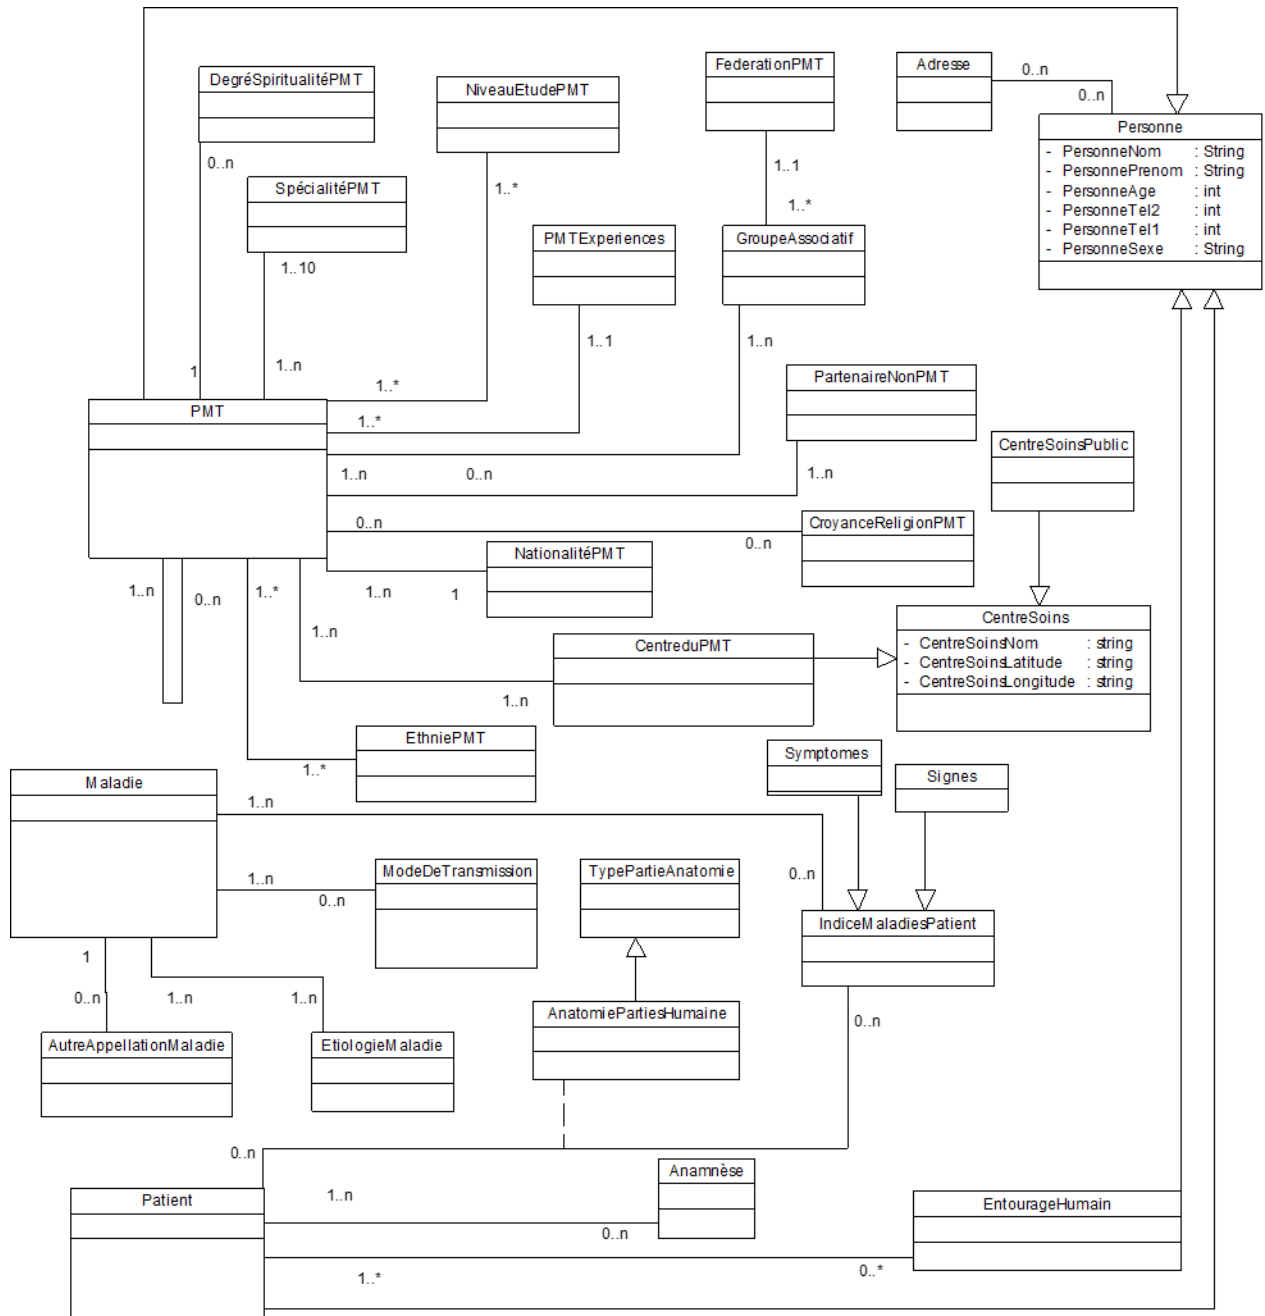 DegréSpiritualitéPMT
NiveauEtudePMT
FederationPMT
Adresse
0..n
0..n
Personne
- PersonneNom : String
- PersonnePrenom : String
- PersonneAge : int
- PersonneTel2 : int
- PersonneTel1 : int
- PersonneSexe : String
0..n
SpécialitéPMT
1..*
1..1
1..*
PMTExperiences
GroupeAssociatif
1..10
1..1
1..n
1
1..n
1..*
PartenaireNonPMT
PMT
1..*
CentreSoinsPublic
1..n
0..n
1..n
0..n
CroyanceReligionPMT
0..n
NationalitéPMT
1..n
0..n
1..*
1..n
1
1..n
CentreSoins
- CentreSoinsNom : string
- CentreSoinsLatitude : string
- CentreSoinsLongitude : string
CentreduPMT
1..n
EthniePMT
1..*
Symptomes
Signes
Maladie
1..n
ModeDeTransmission
TypePartieAnatomie
1..n
0..n
0..n
IndiceMaladiesPatient
1
0..n
1..n
1..n
AnatomiePartiesHumaine
0..n
AutreAppellationMaladie
EtiologieMaladie
0..n
Anamnèse
Patient
1..n
0..n
EntourageHumain
1..*
0..*